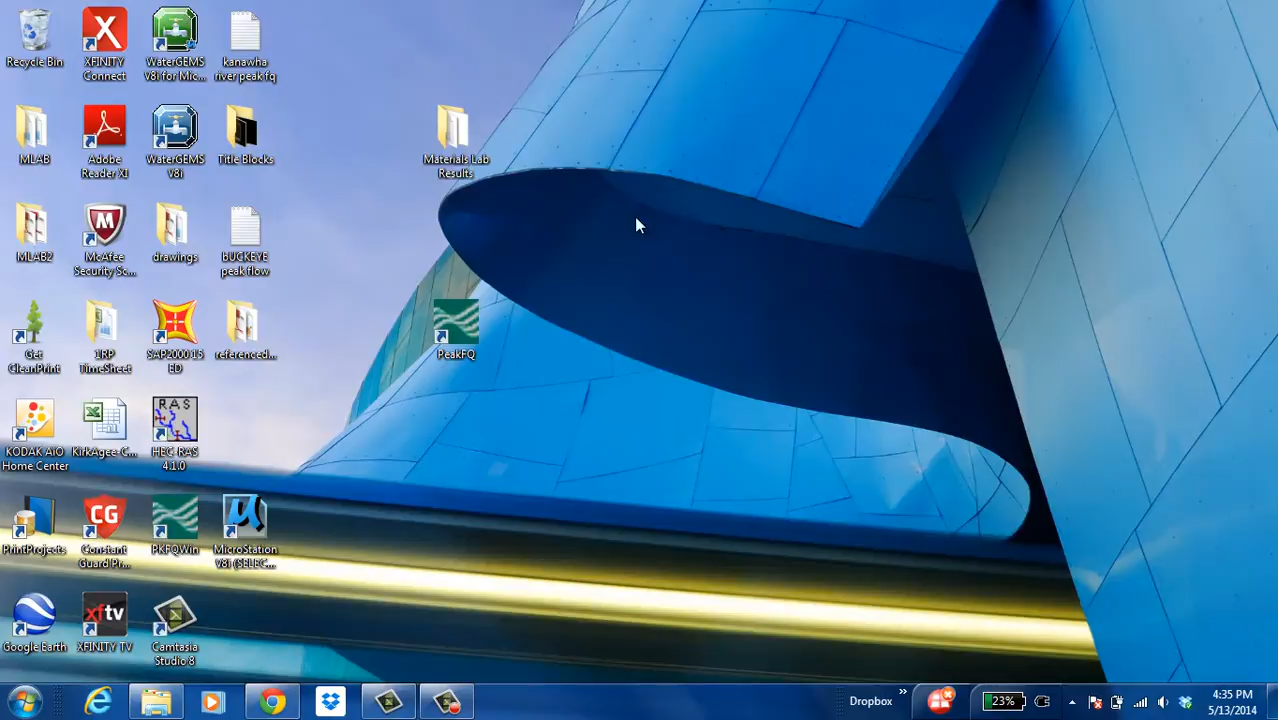 Recycle Bin
XFINITY
Connect
WaterGEMS
V8i for Mic...
kanawha
river peak fq
MLAB
Adobe
Reader XI
WaterGEMS
V8i
Title Blocks
Materials Lab
Results
MLAB2
McAfee
Security Sc...
drawings
bUCKEYE
peak flow
Get
CleanPrint
1RP
TimeSheet
SAP2000 15
ED
referenced...
PeakFQ
KODAK AiO
Home Center
KirkAgee-C...
RAS
HEC-RAS
4.1.0
PrintProjects
CG
Constant
Guard Pr...
PKFQWin
MicroStation
V8i (SELEC...
Google Earth
xftv
XFINITY TV
Camtasia
Studio 8
Dropbox
23%
4:35 PM
5/13/2014